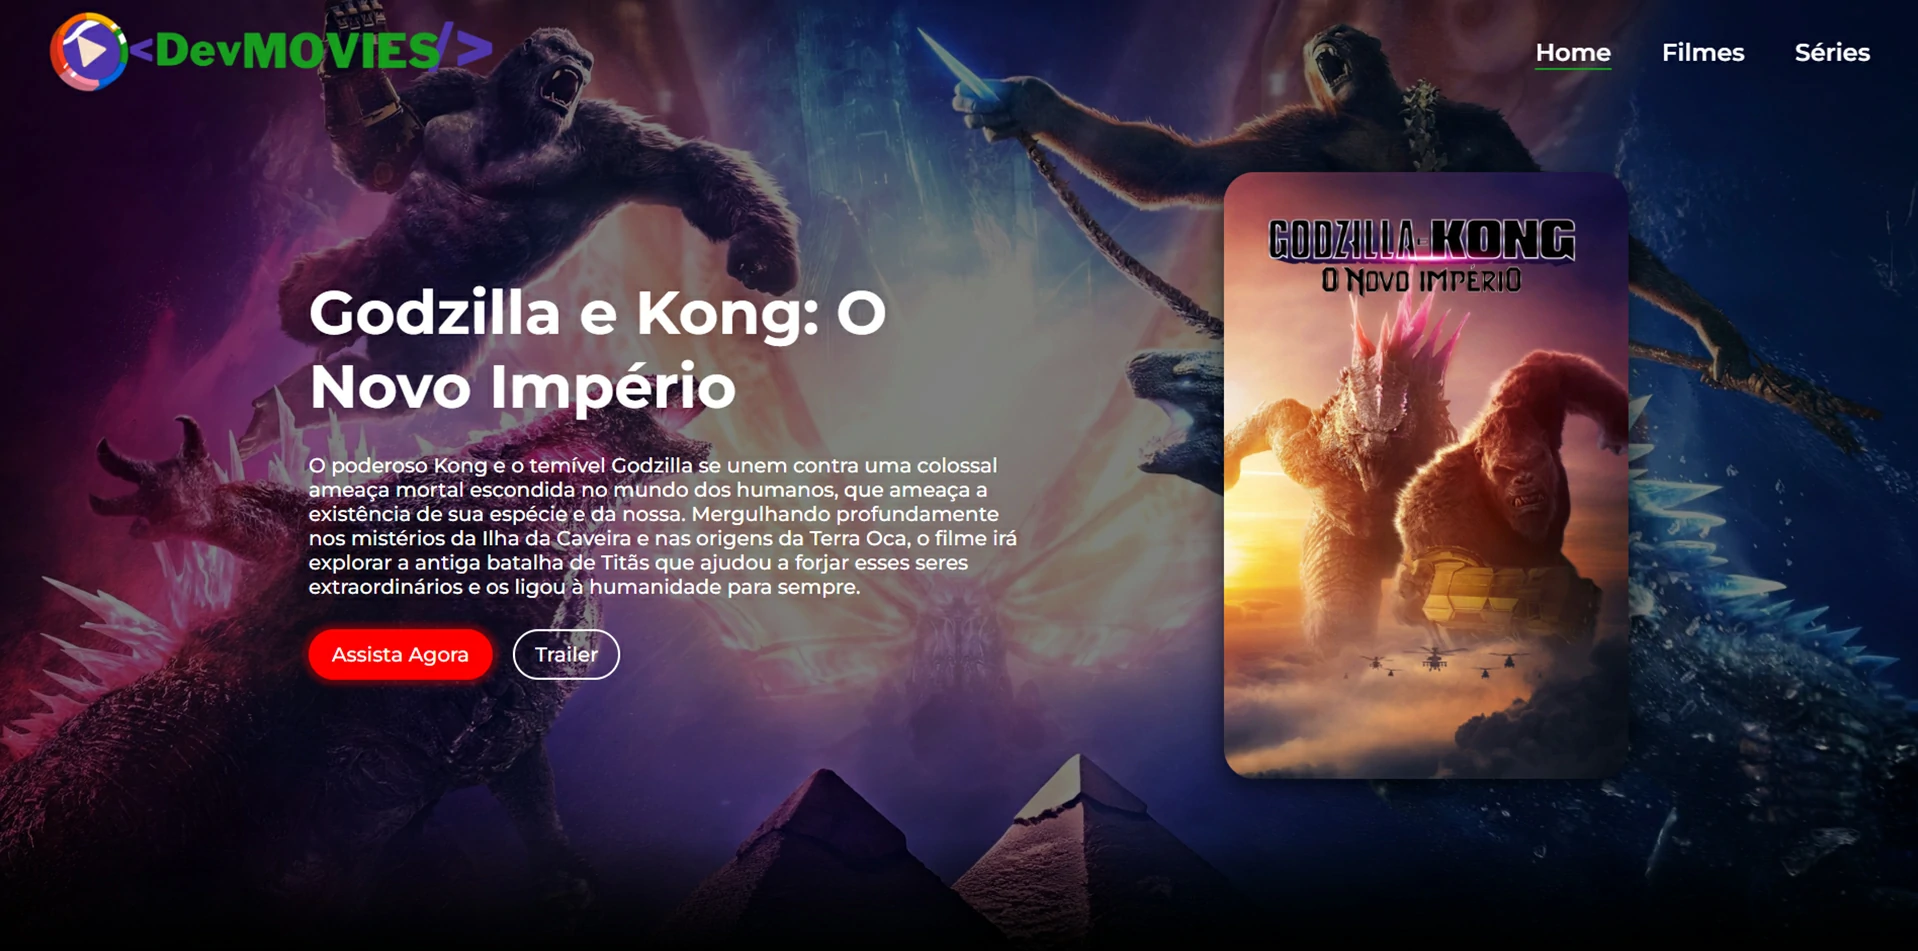 <DevMOVIES/>
Home
Filmes
Séries
Godzilla e Kong: O
Novo Império
O poderoso Kong e o temível Godzilla se unem contra uma colossal
ameaça mortal escondida no mundo dos humanos, que ameaça a
existência de sua espécie e da nossa. Mergulhando profundamente
nos mistérios da Ilha da Caveira e nas origens da Terra Oca, o filme irá
explorar a antiga batalha de Titãs que ajudou a forjar esses seres
extraordinários e os ligou à humanidade para sempre.
Assista Agora
Trailer
GODZILLA E KONG
O NOVO IMPÉRIO